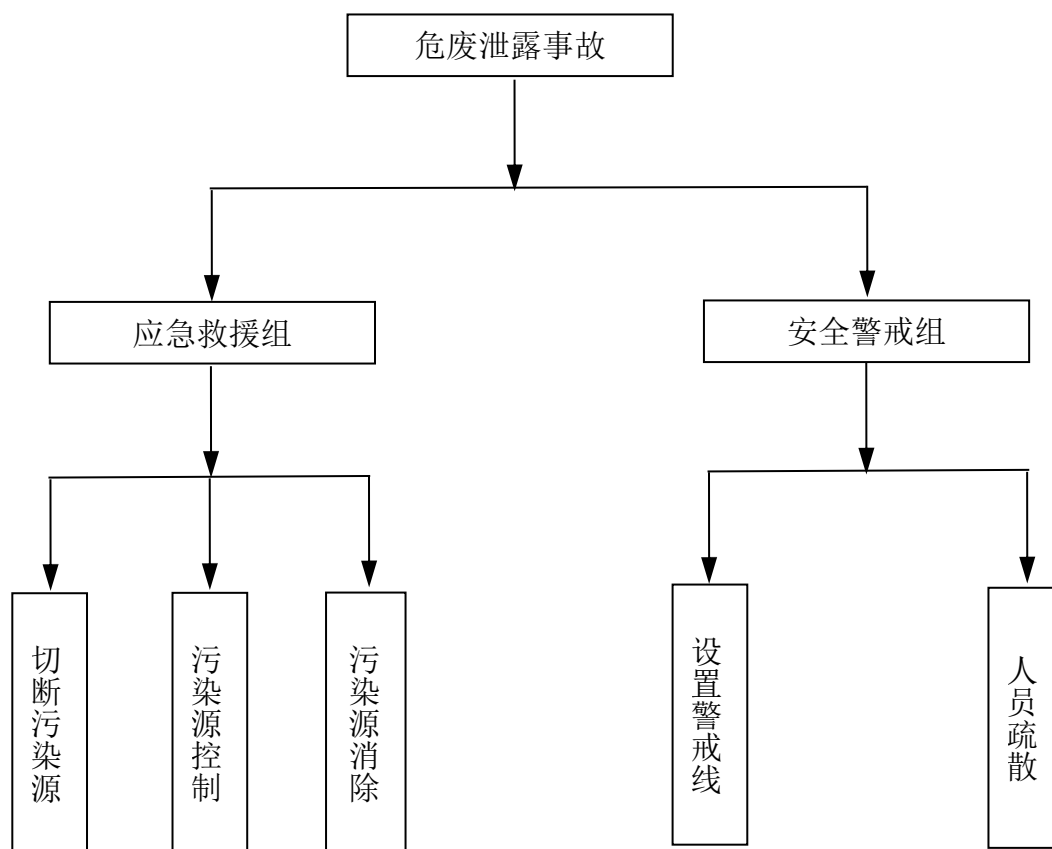 危废泄露事故
应急救援组
安全警戒组
切断污染源
污染源控制
污染源消除
设置警戒线
人员疏散